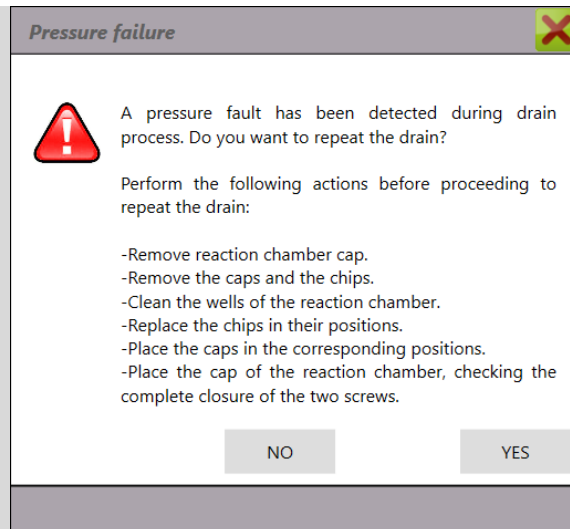 Pressure failure
A pressure fault has been detected during drain
process. Do you want to repeat the drain?
Perform the following actions before proceeding to
repeat the drain:
-Remove reaction chamber cap.
-Remove the caps and the chips.
-Clean the wells of the reaction chamber.
-Replace the chips in their positions.
-Place the caps in the corresponding positions.
-Place the cap of the reaction chamber, checking the
complete closure of the two screws.
NO
YES